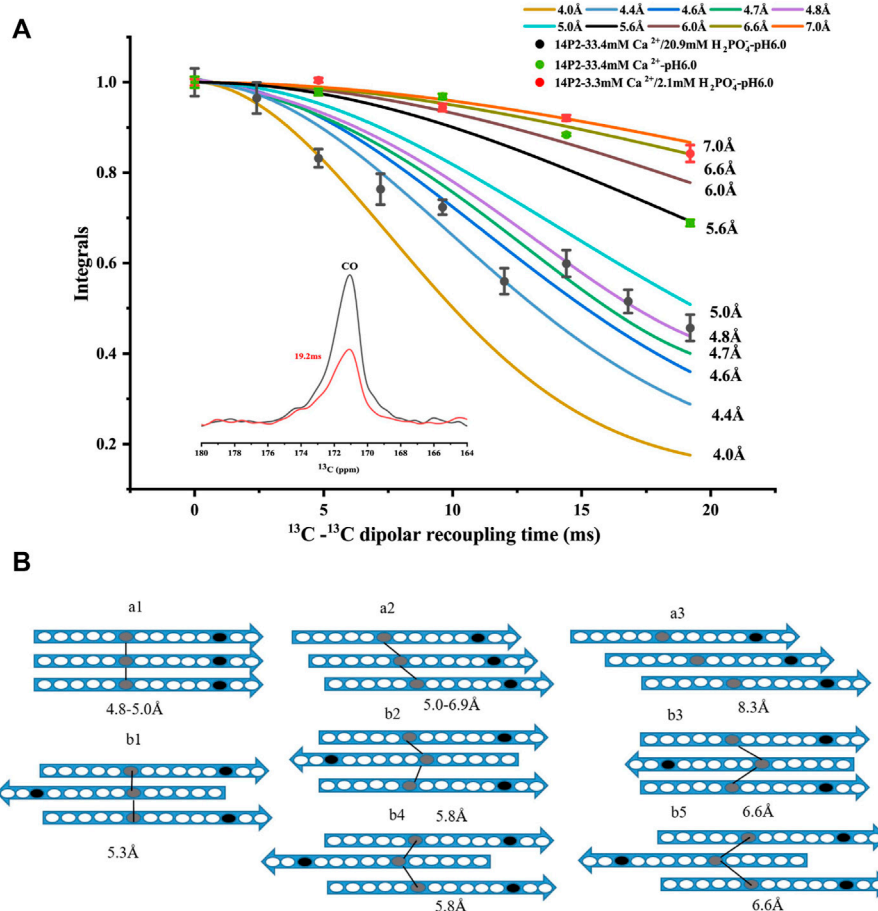 4.0Å 4.4Å 4.6Å 4.7Å 4.8Å
5.0Å 5.6Å 6.0Å 6.6Å 7.0Å
A
14P2-33.4mM Ca ²⁺/20.9mM H₂PO₄⁻-pH6.0
14P2-33.4mM Ca ²⁺-pH6.0
14P2-3.3mM Ca ²⁺/2.1mM H₂PO₄⁻-pH6.0
1.0
0.8
0.6
0.4
0.2
Integrals
7.0Å
6.6Å
6.0Å
5.6Å
5.0Å
4.8Å
4.7Å
4.6Å
4.4Å
4.0Å
CO
19.2ms
180 178 176 174 172 170 168 166 164
¹³C (ppm)
0 5 10 15 20
¹³C -¹³C dipolar recoupling time (ms)
B
a1 a2 a3
4.8-5.0Å 5.0-6.9Å 8.3Å
b1 b2 b3
5.3Å 5.8Å 6.6Å
b4 b5
5.8Å 6.6Å